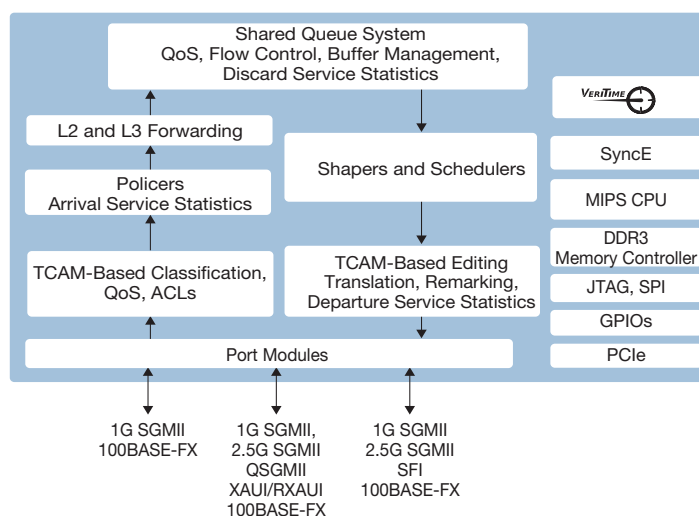 Shared Queue System
QoS, Flow Control, Buffer Management,
Discard Service Statistics
L2 and L3 Forwarding
Policers
Arrival Service Statistics
TCAM-Based Classification,
QoS, ACLs
Shapers and Schedulers
TCAM-Based Editing
Translation, Remarking,
Departure Service Statistics
Port Modules
VERITIME
SyncE
MIPS CPU
DDR3
Memory Controller
JTAG, SPI
GPIOs
PCIe
1G SGMII
100BASE-FX
1G SGMII,
2.5G SGMII
QSGMII
XAUI/RXAUI
100BASE-FX
1G SGMII
2.5G SGMII
SFI
100BASE-FX